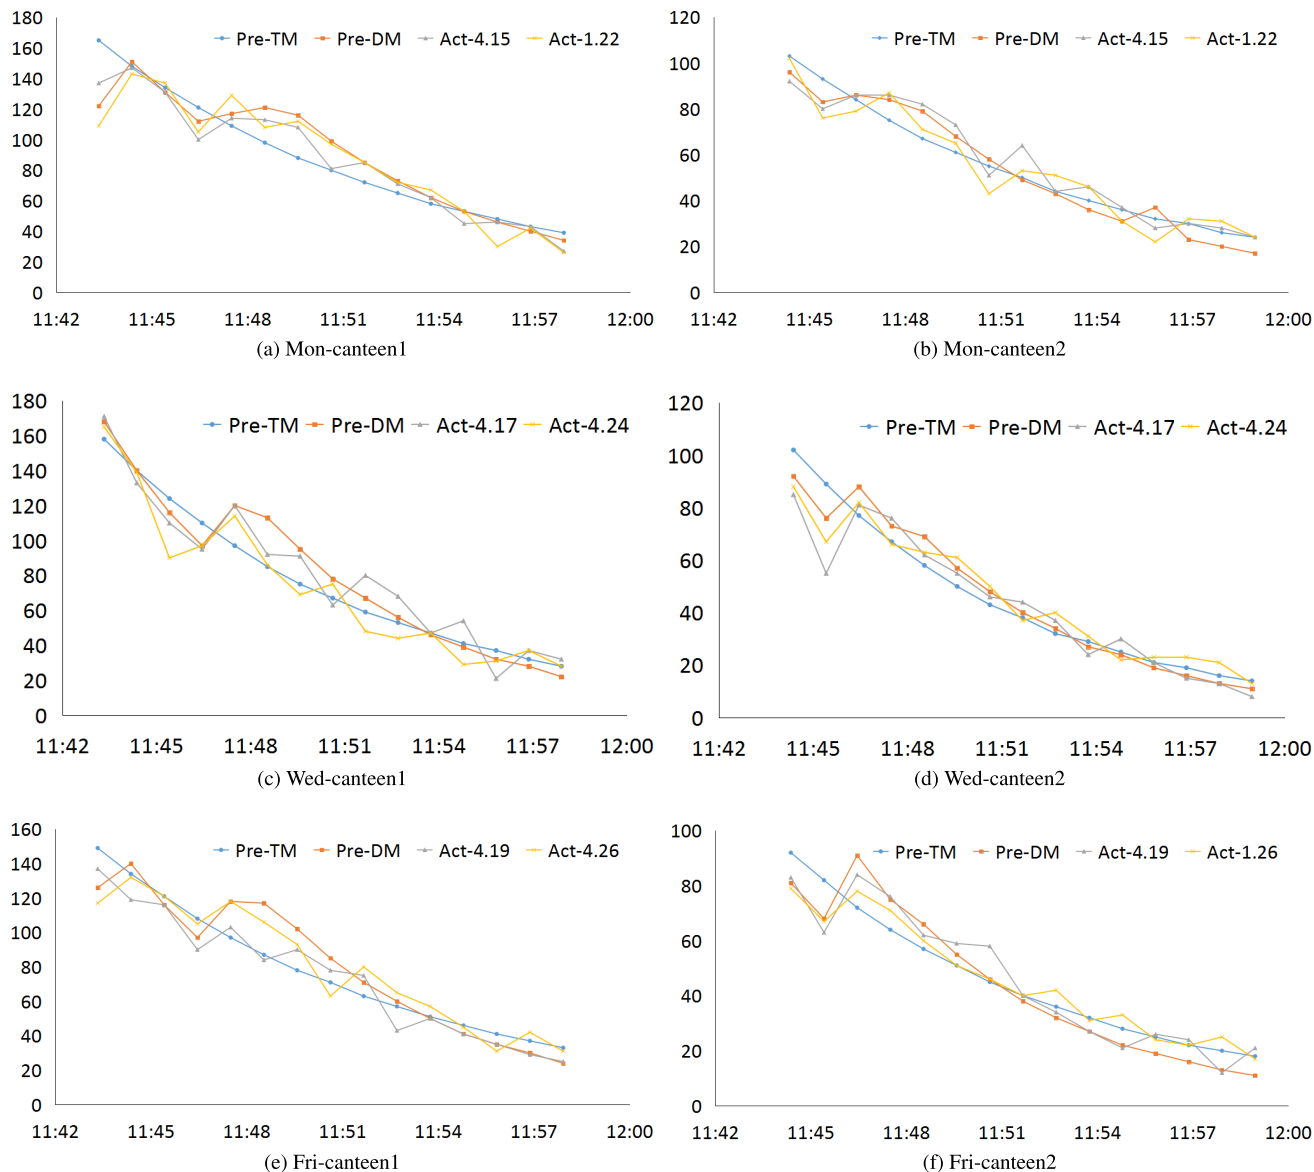 180
160
140
120
100
80
60
40
20
0
Pre-TM Pre-DM Act-4.15 Act-1.22
11:42 11:45 11:48 11:51 11:54 11:57 12:00
(a) Mon-canteen1
120
100
80
60
40
20
0
Pre-TM Pre-DM Act-4.15 Act-1.22
11:42 11:45 11:48 11:51 11:54 11:57 12:00
(b) Mon-canteen2
180
160
140
120
100
80
60
40
20
0
Pre-TM Pre-DM Act-4.17 Act-4.24
11:42 11:45 11:48 11:51 11:54 11:57 12:00
(c) Wed-canteen1
120
100
80
60
40
20
0
Pre-TM Pre-DM Act-4.17 Act-4.24
11:42 11:45 11:48 11:51 11:54 11:57 12:00
(d) Wed-canteen2
160
140
120
100
80
60
40
20
0
Pre-TM Pre-DM Act-4.19 Act-4.26
11:42 11:45 11:48 11:51 11:54 11:57 12:00
(e) Fri-canteen1
100
80
60
40
20
0
Pre-TM Pre-DM Act-4.19 Act-1.26
11:42 11:45 11:48 11:51 11:54 11:57 12:00
(f) Fri-canteen2